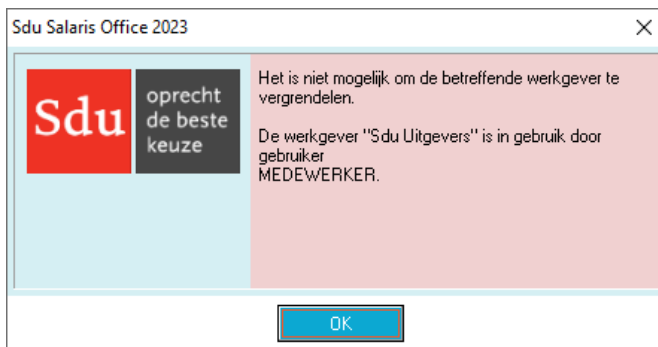 Sdu Salaris Office 2023
Sdu
oprecht
de beste
keuze
Het is niet mogelijk om de betreffende werkgever te
vergrendelen.
De werkgever "Sdu Uitgevers" is in gebruik door
gebruiker
MEDEWERKER.
OK